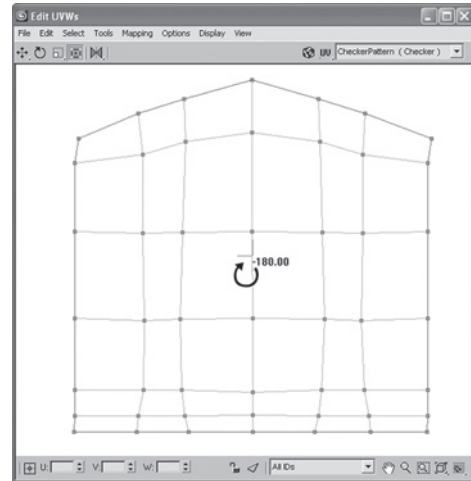 Edit UVWs
File Edit Select Tools Mapping Options Display View
UV CheckerPattern ( Checker )
-180.00
U: V: W: All IDs